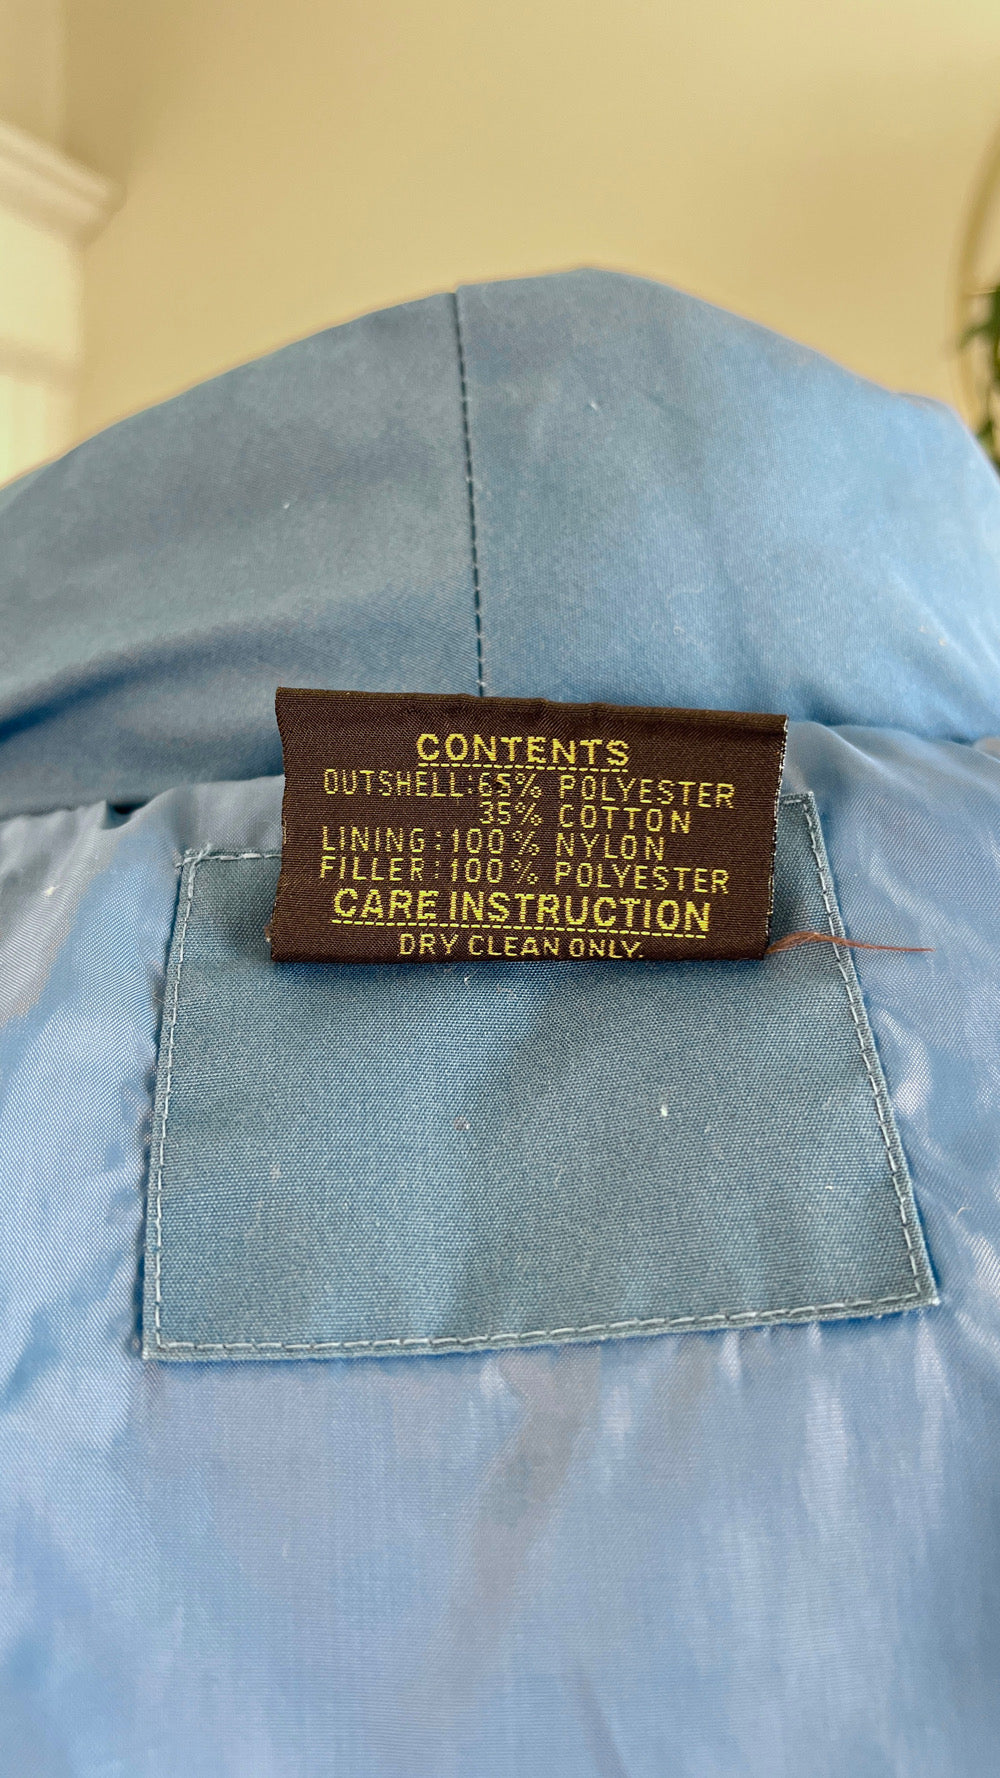 CONTENTS
OUTSHELL:65% POLYESTER
35% COTTON
LINING:100% NYLON
FILLER:100% POLYESTER
CARE INSTRUCTION
DRY CLEAN ONLY.